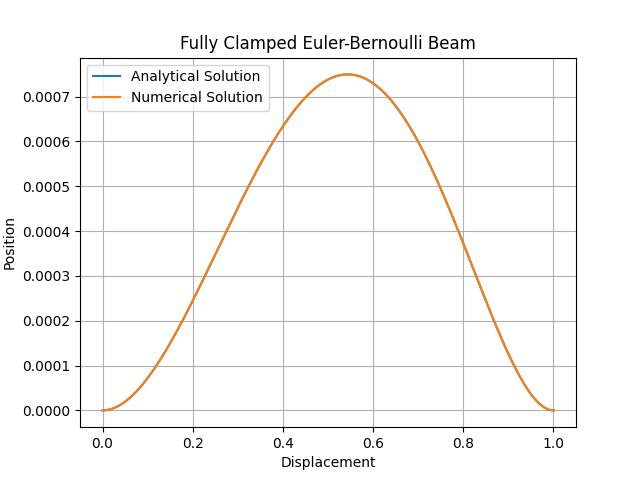 Fully Clamped Euler-Bernoulli Beam
Analytical Solution
Numerical Solution
Position
0.0007
0.0006
0.0005
0.0004
0.0003
0.0002
0.0001
0.0000
0.0
0.2
0.4
0.6
0.8
1.0
Displacement